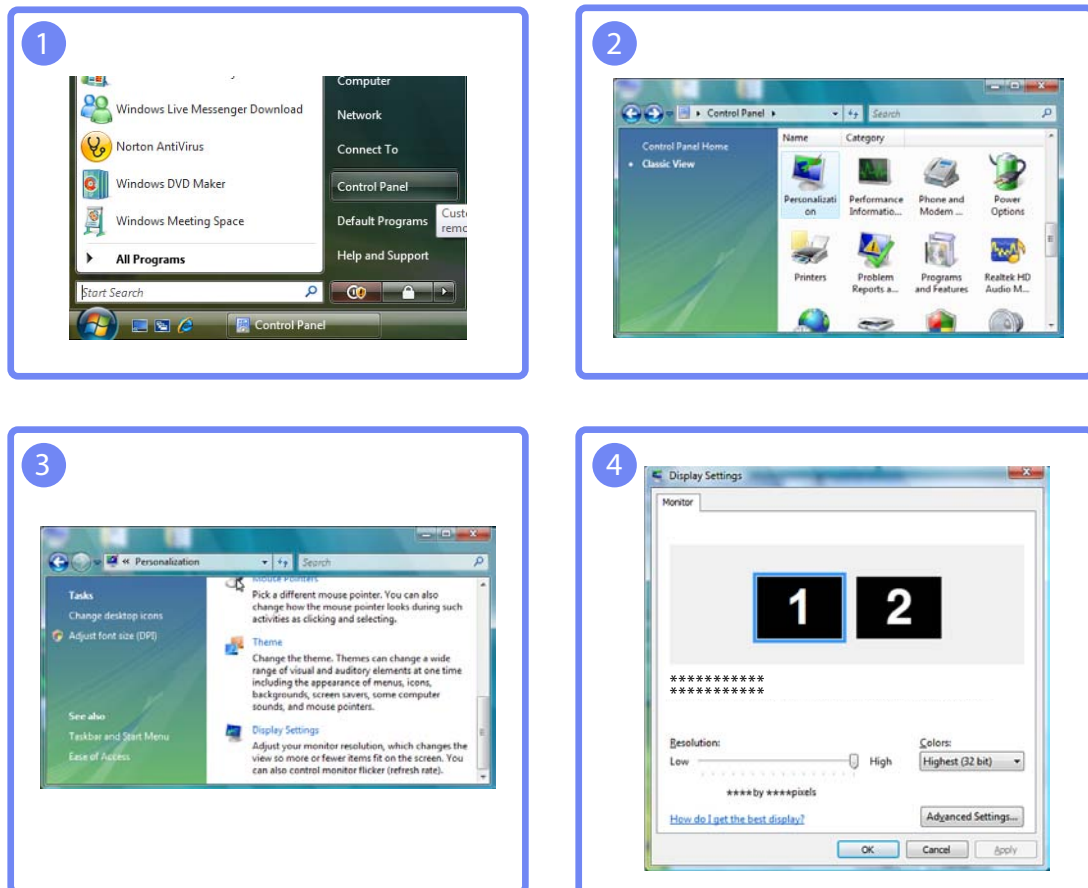 1
Computer
Windows Live Messenger Download
Network
Norton AntiVirus
Connect To
Windows DVD Maker
Control Panel
Windows Meeting Space
Default Programs
All Programs
Help and Support
Start Search
Control Panel
2
Control Panel
Search
Control Panel Home
Classic View
Name Category
Personalizati
on
Performance
Informatio...
Phone and
Modem ...
Power
Options
Printers
Problem
Reports a...
Programs
and Features
Realtek HD
Audio M...
3
« Personalization
Search
Tasks
Change desktop icons
Adjust font size (DPI)
See also
Taskbar and Start Menu
Ease of Access
Mouse Pointers
Pick a different mouse pointer. You can also
change how the mouse pointer looks during such
activities as clicking and selecting.
Theme
Change the theme. Themes can change a wide
range of visual and auditory elements at one time
including the appearance of menus, icons,
backgrounds, screen savers, some computer
sounds, and mouse pointers.
Display Settings
Adjust your monitor resolution, which changes the
view so more or fewer items fit on the screen. You
can also control monitor flicker (refresh rate).
4
Display Settings
Monitor
1 2
***********
***********
Resolution:
Low High
****by ****pixels
Colors:
Highest (32 bit)
How do I get the best display?
Advanced Settings...
OK Cancel Apply